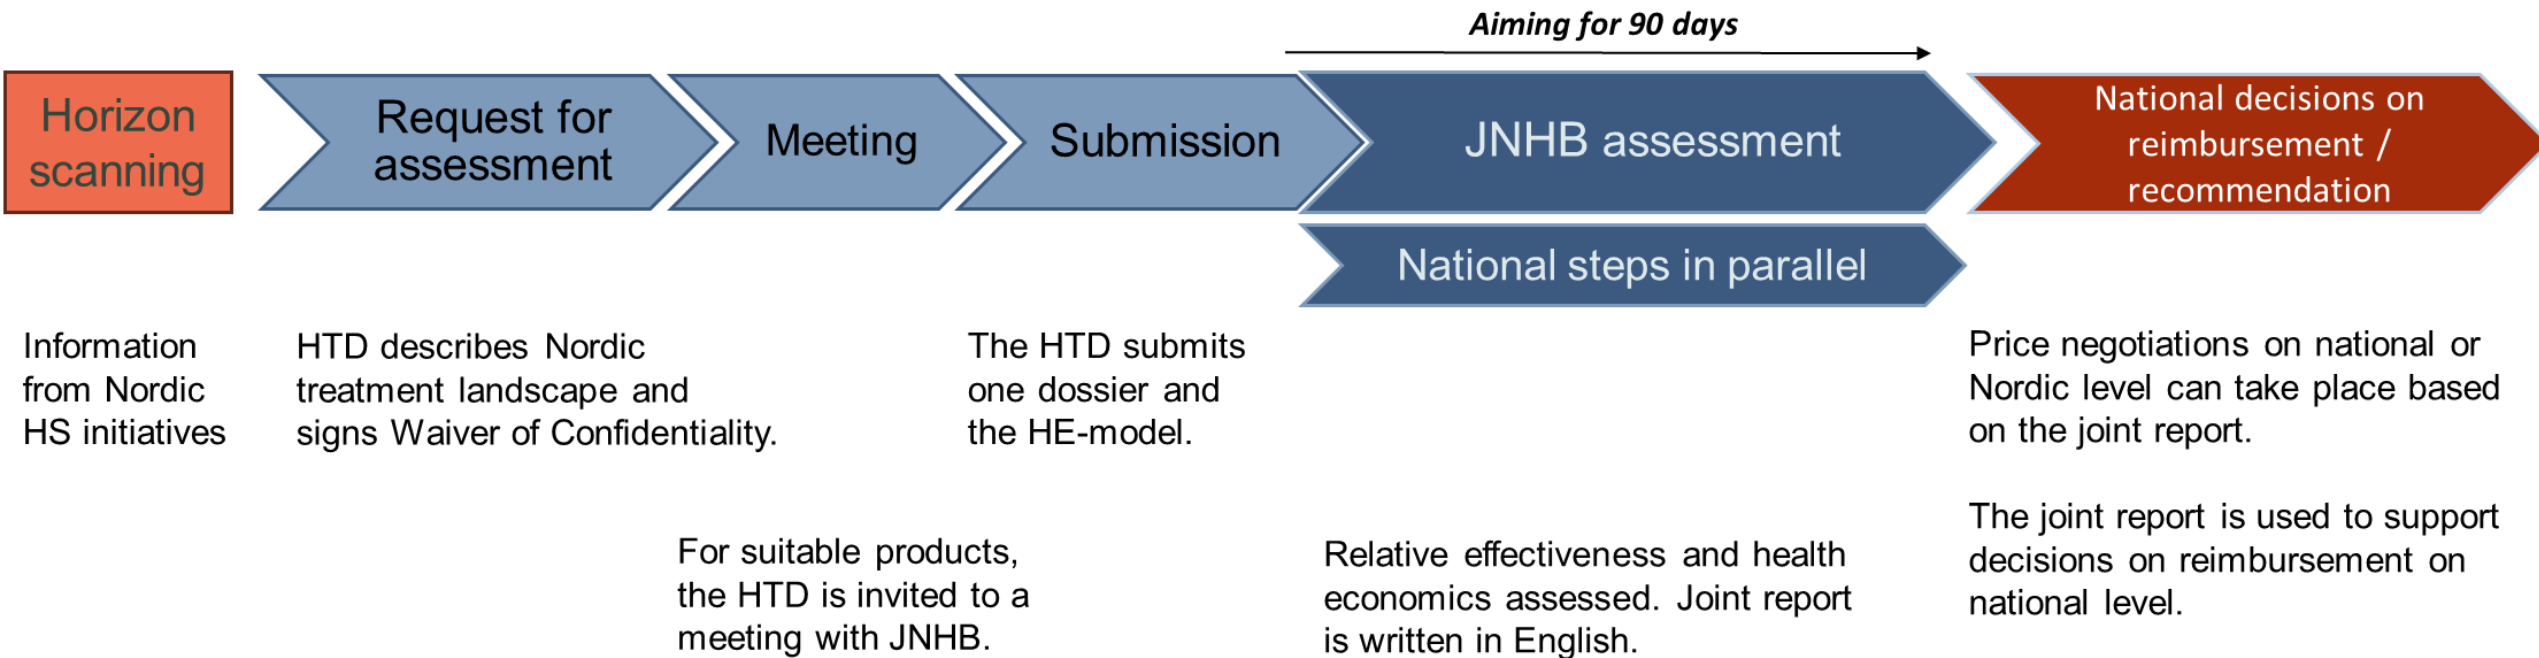 Aiming for 90 days
Horizon
scanning
Request for
assessment
Meeting
Submission
JNHB assessment
National decisions on
reimbursement /
recommendation
National steps in parallel
Information
from Nordic
HS initiatives
HTD describes Nordic
treatment landscape and
signs Waiver of Confidentiality.
For suitable products,
the HTD is invited to a
meeting with JNHB.
The HTD submits
one dossier and
the HE-model.
Relative effectiveness and health
economics assessed. Joint report
is written in English.
Price negotiations on national or
Nordic level can take place based
on the joint report.
The joint report is used to support
decisions on reimbursement on
national level.